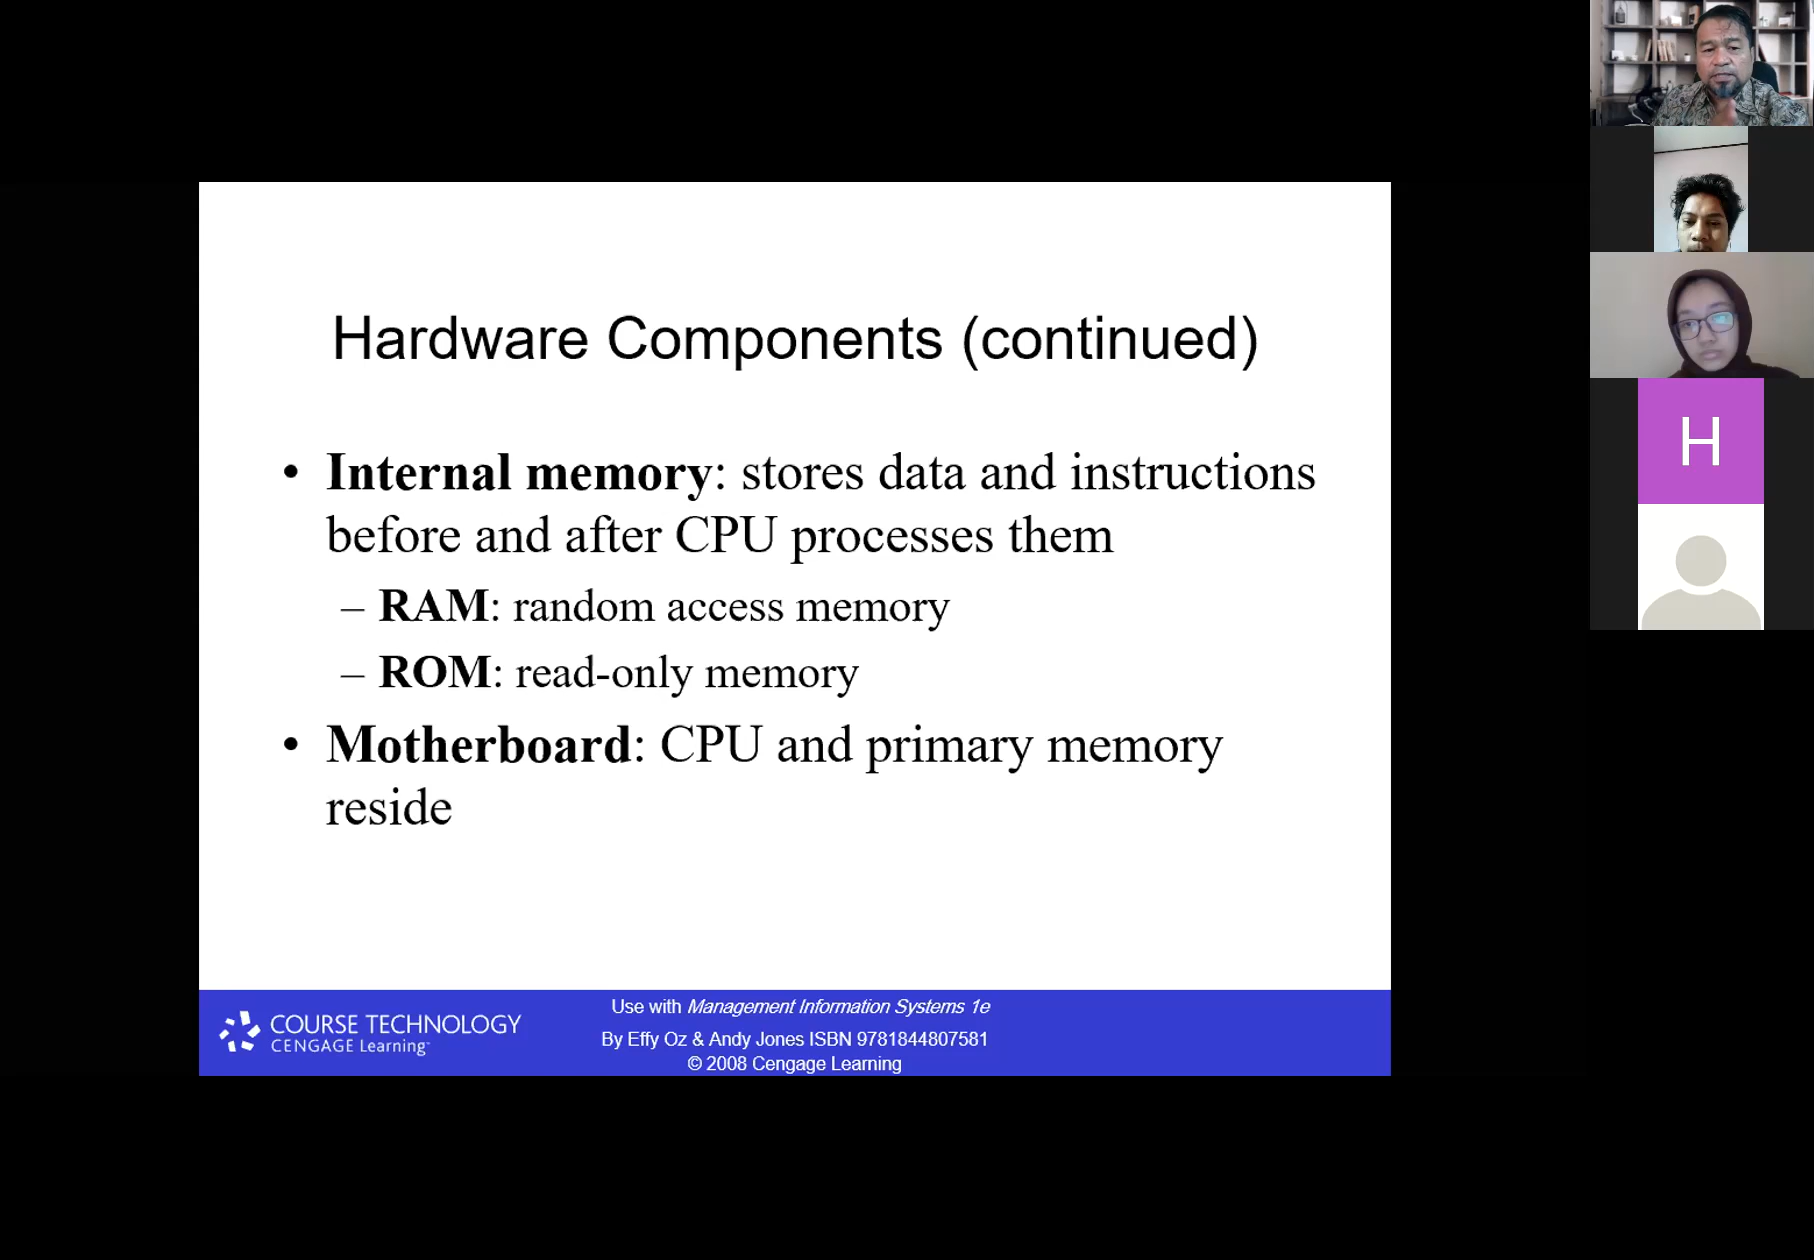 Hardware Components (continued)
• Internal memory: stores data and instructions
before and after CPU processes them
– RAM: random access memory
– ROM: read-only memory
• Motherboard: CPU and primary memory
reside
COURSE TECHNOLOGY
CENGAGE Learning™
Use with Management Information Systems 1e
By Effy Oz & Andy Jones ISBN 9781844807581
© 2008 Cengage Learning
H